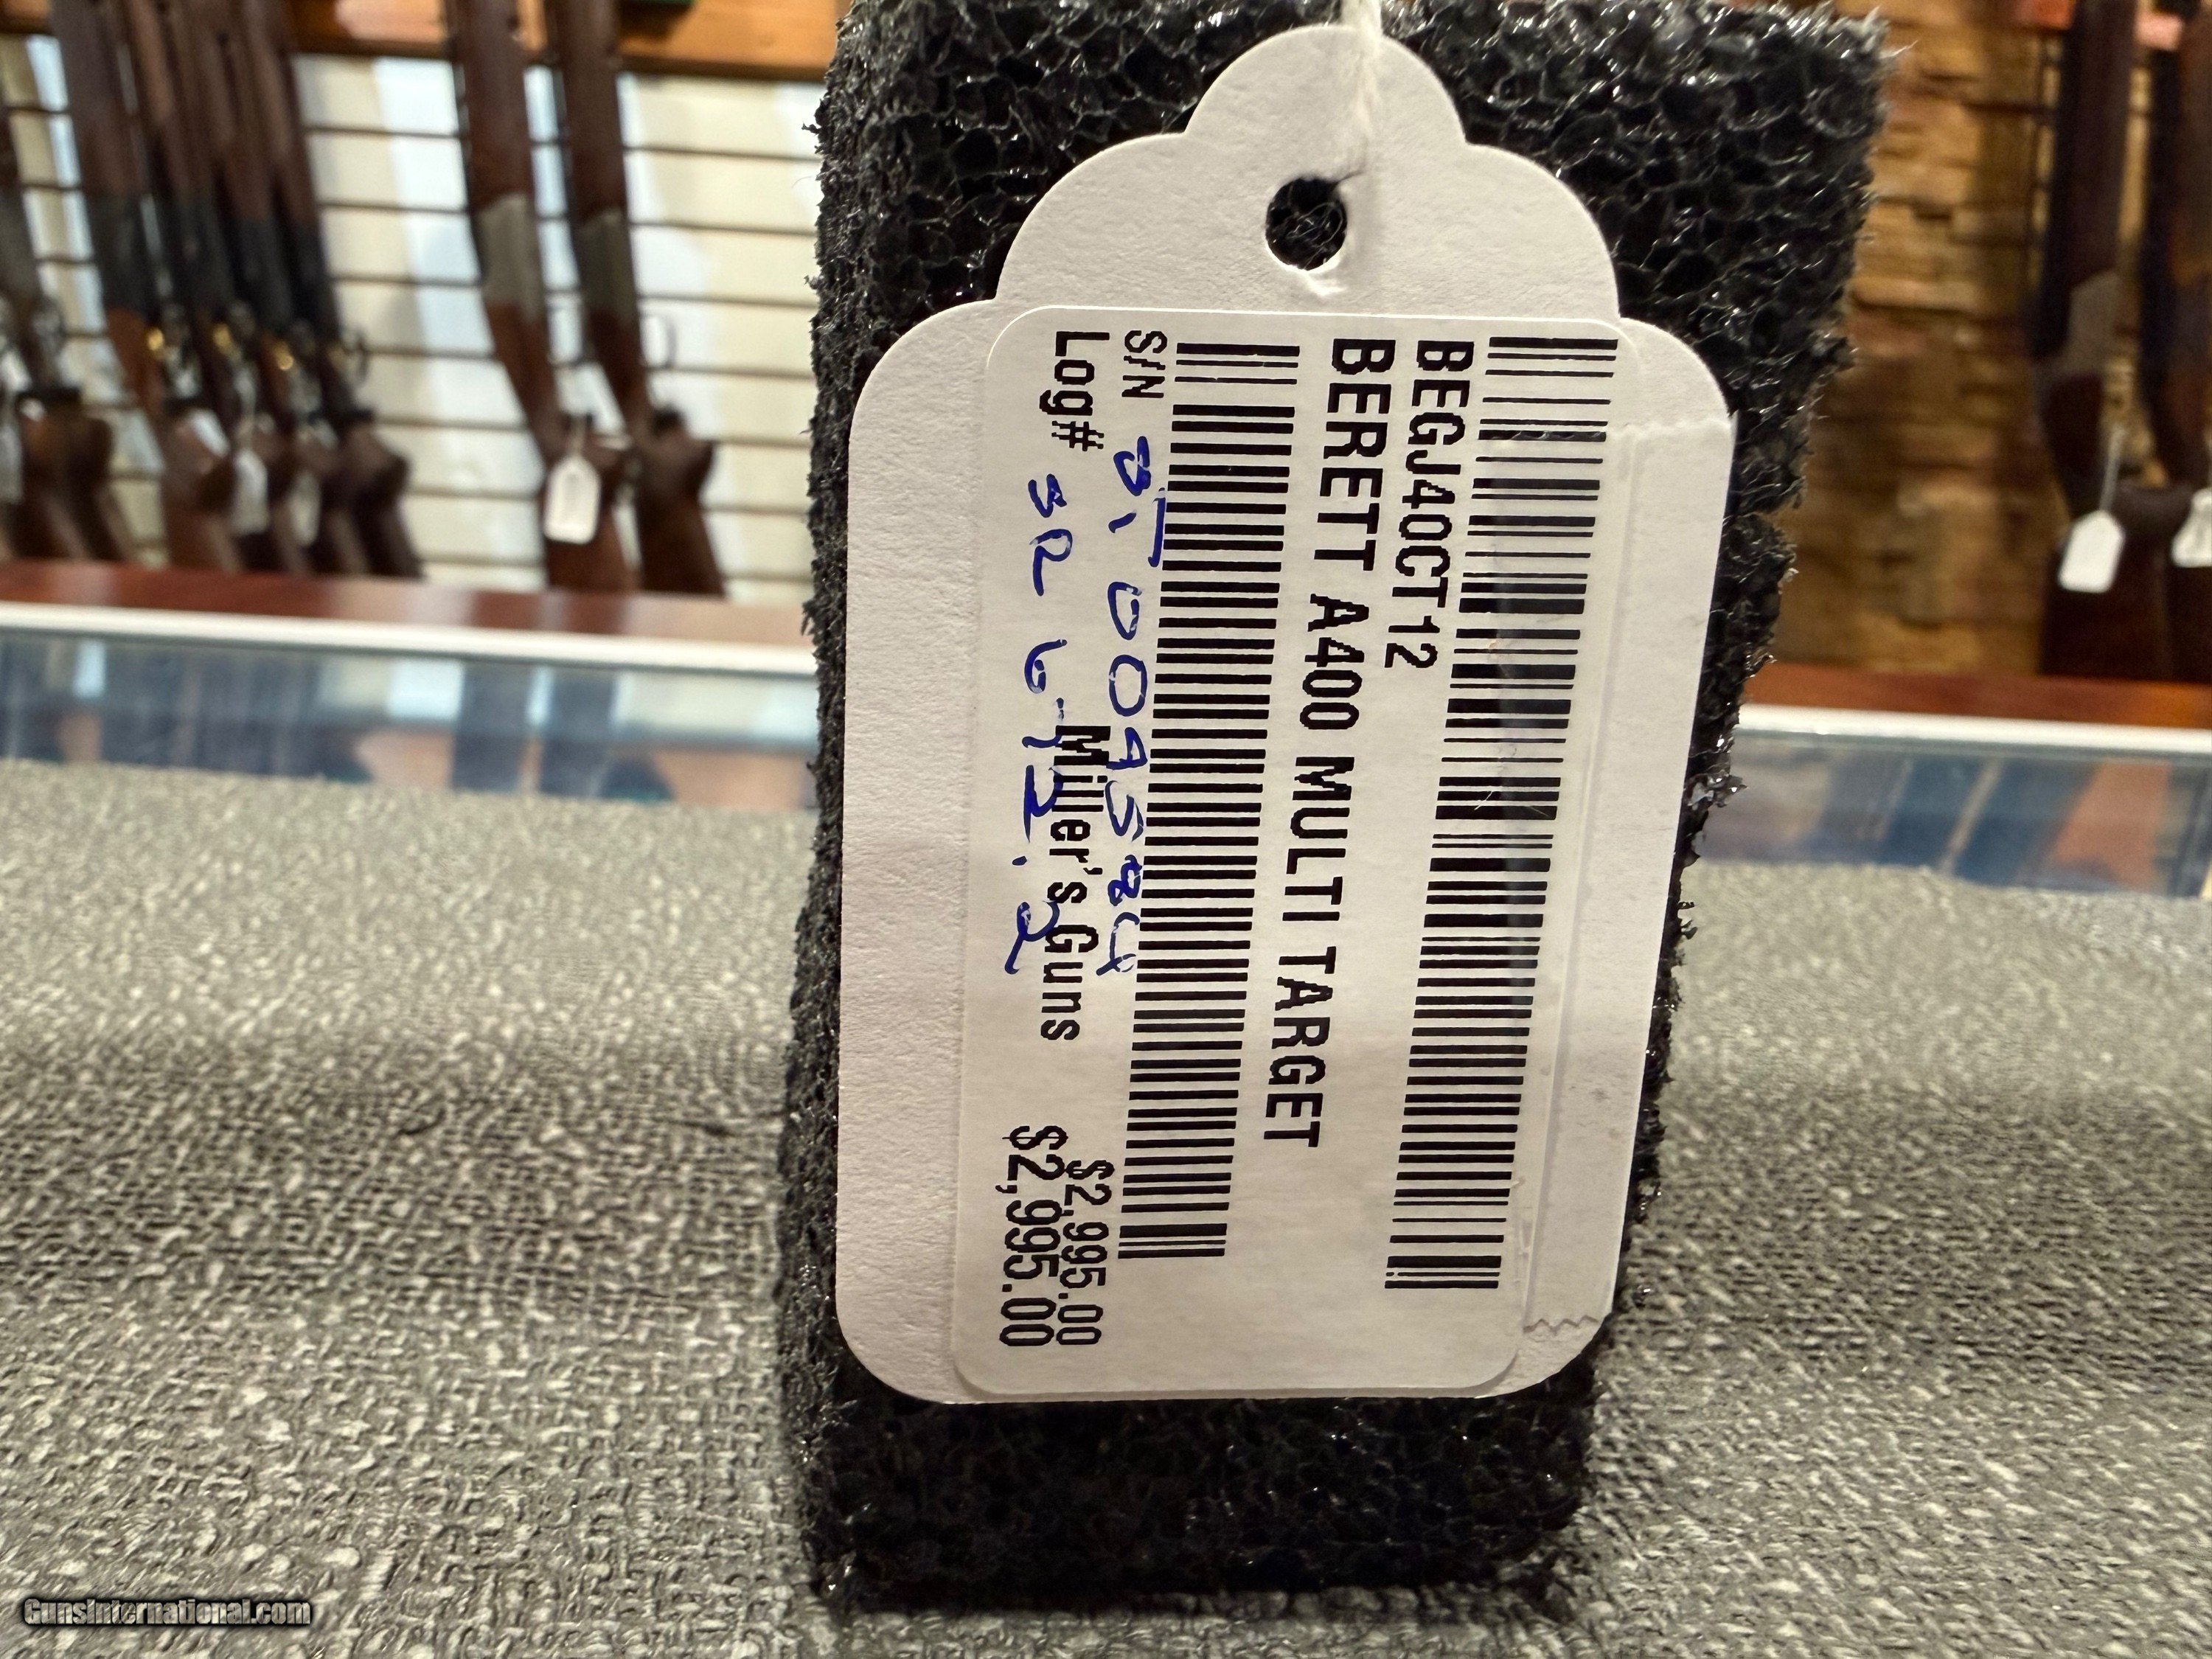 BEGJ40CT12
BERETT A400 MULTI TARGET
S/N
Log#
Miller's Guns
$2,995.00
$2,995.00
GunsInternational.com